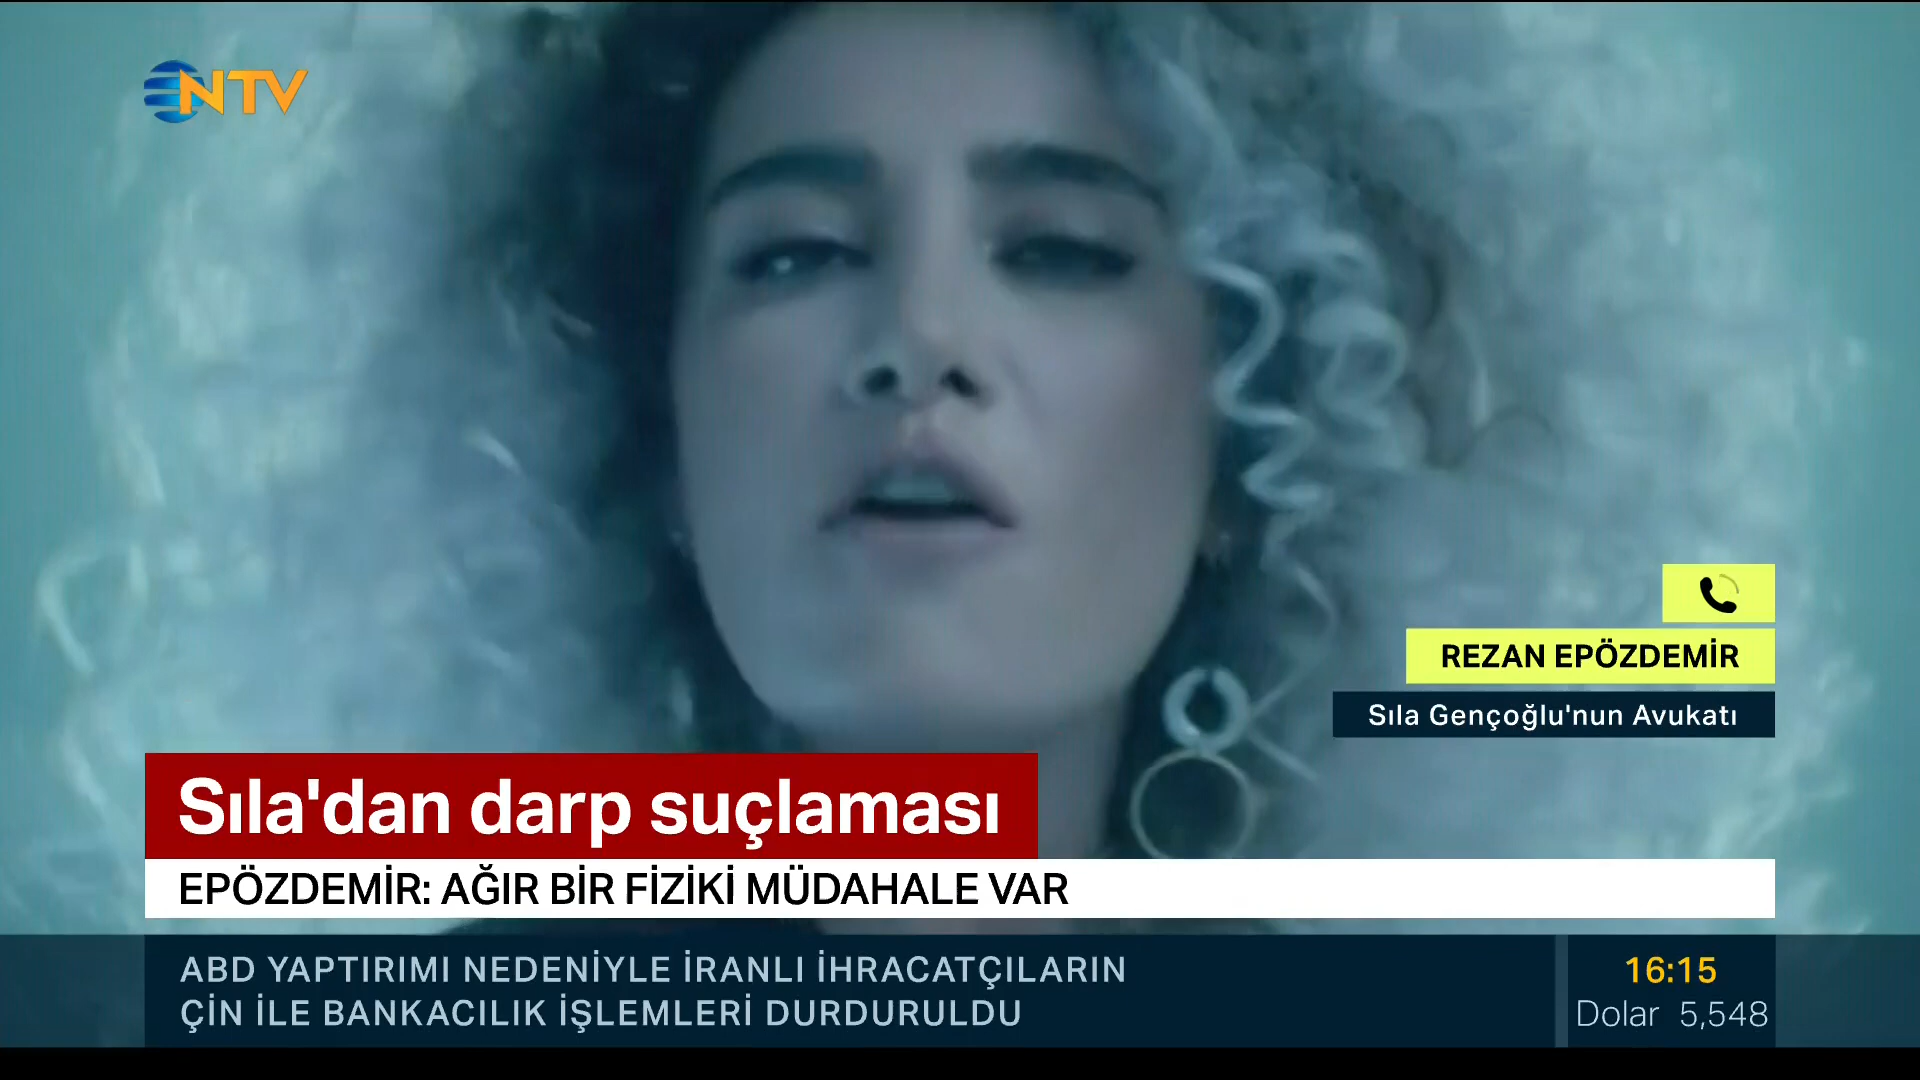 NTV
REZAN EPÖZDEMİR
Sıla Gençoğlu'nun Avukatı
Sıla'dan darp suçlaması
EPÖZDEMİR: AĞIR BİR FİZİKİ MÜDAHALE VAR
ABD YAPTIRIMI NEDENİYLE İRANLI İHRACATÇILARIN
ÇİN İLE BANKACILIK İŞLEMLERİ DURDURULDU
16:15
Dolar 5,548